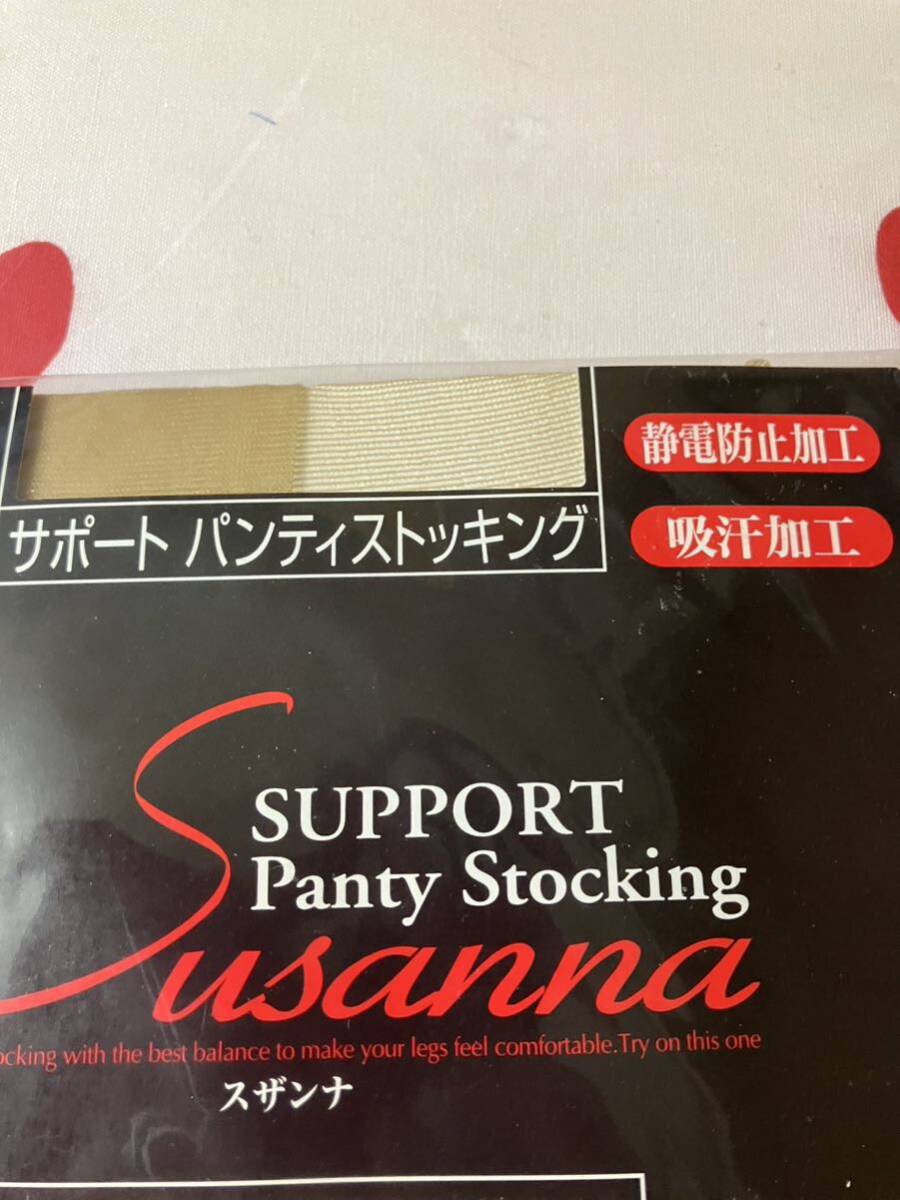 静電防止加工
サポート パンティストッキング
吸汗加工
SUPPORT
Panty Stocking
Susanna
with the best balance to make your legs feel comfortable.Try on this one
スザンナ